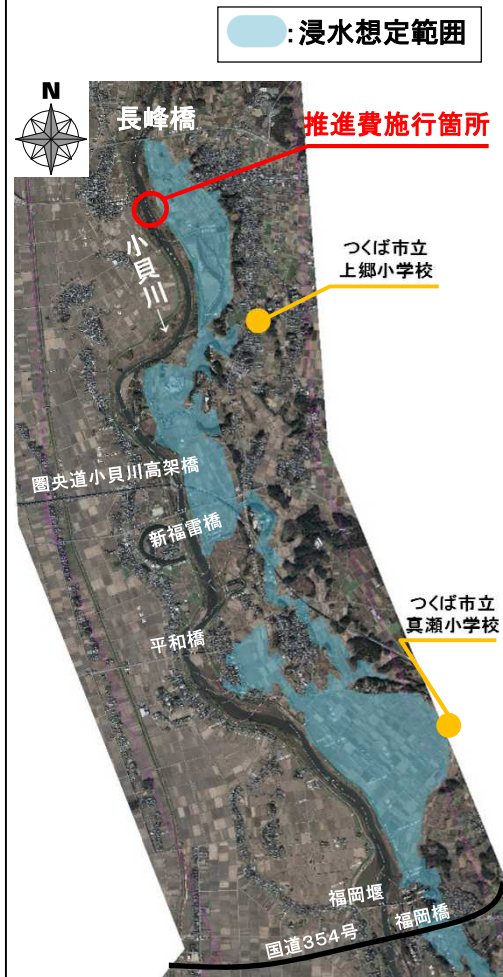 :浸水想定範囲
N
長峰橋
推進費施行箇所
小貝川
つくば市立
上郷小学校
圏央道小貝川高架橋
新福雷橋
平和橋
つくば市立
真瀬小学校
福岡堰
福岡橋
国道354号